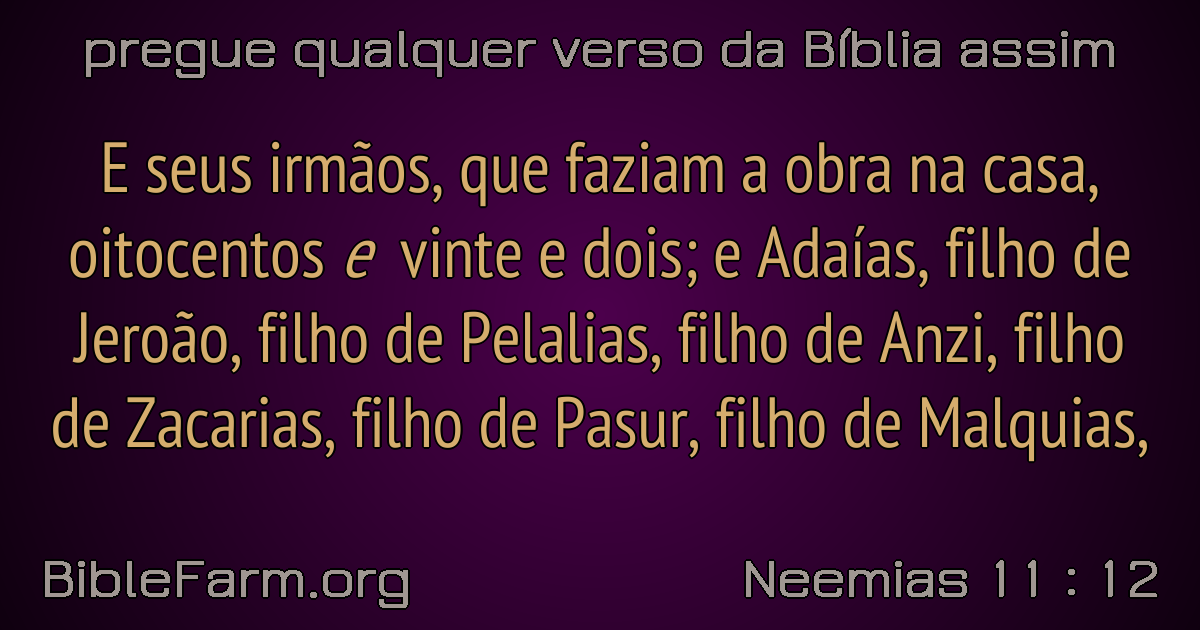 pregue qualquer verso da Bíblia assim
E seus irmãos, que faziam a obra na casa,
oitocentos e vinte e dois; e Adaías, filho de
Jeroão, filho de Pelalias, filho de Anzi, filho
de Zacarias, filho de Pasur, filho de Malquias,
BibleFarm.org
Neemias 11 : 12